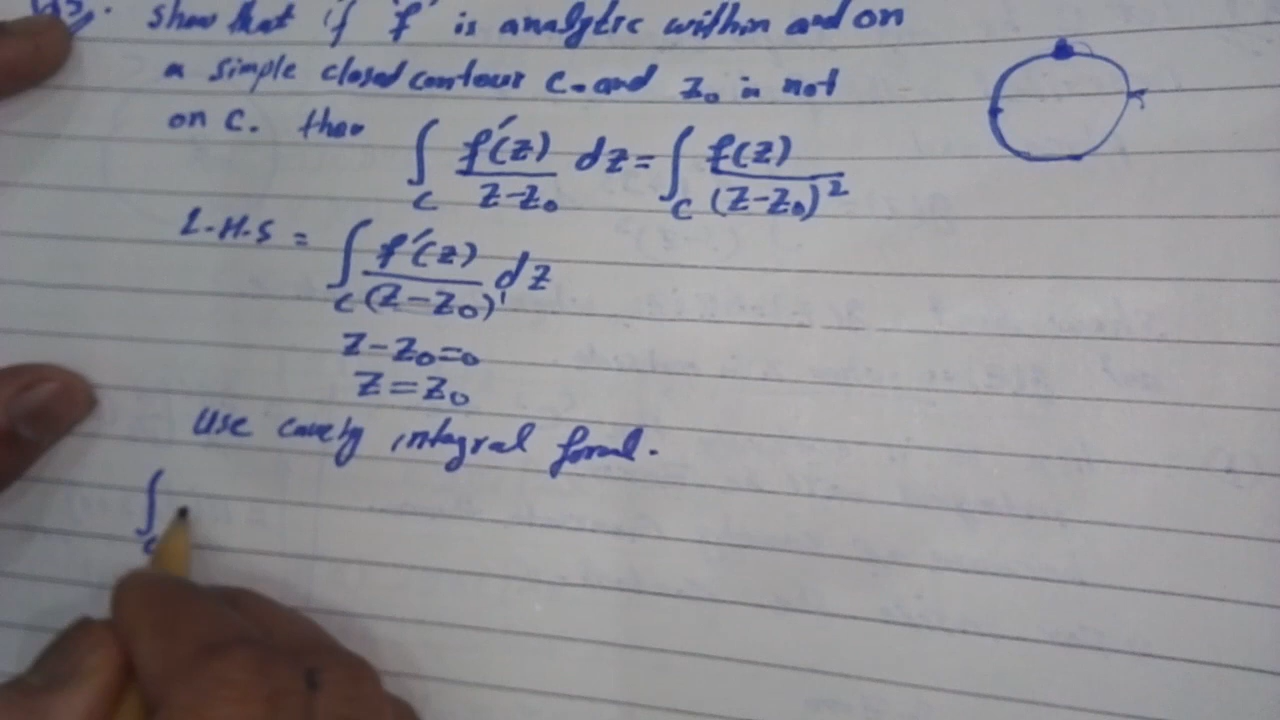 show that if f is analytic within and on
a simple closed contour C. and z₀ is not
on C. then ∫_C f'(z)/(z-z₀) dz = ∫_C f(z)/(z-z₀)²
L.H.S = ∫_C f'(z)/(z-z₀)¹ dz
z-z₀=0
z=z₀
use cauchy integral forml.
∫_C